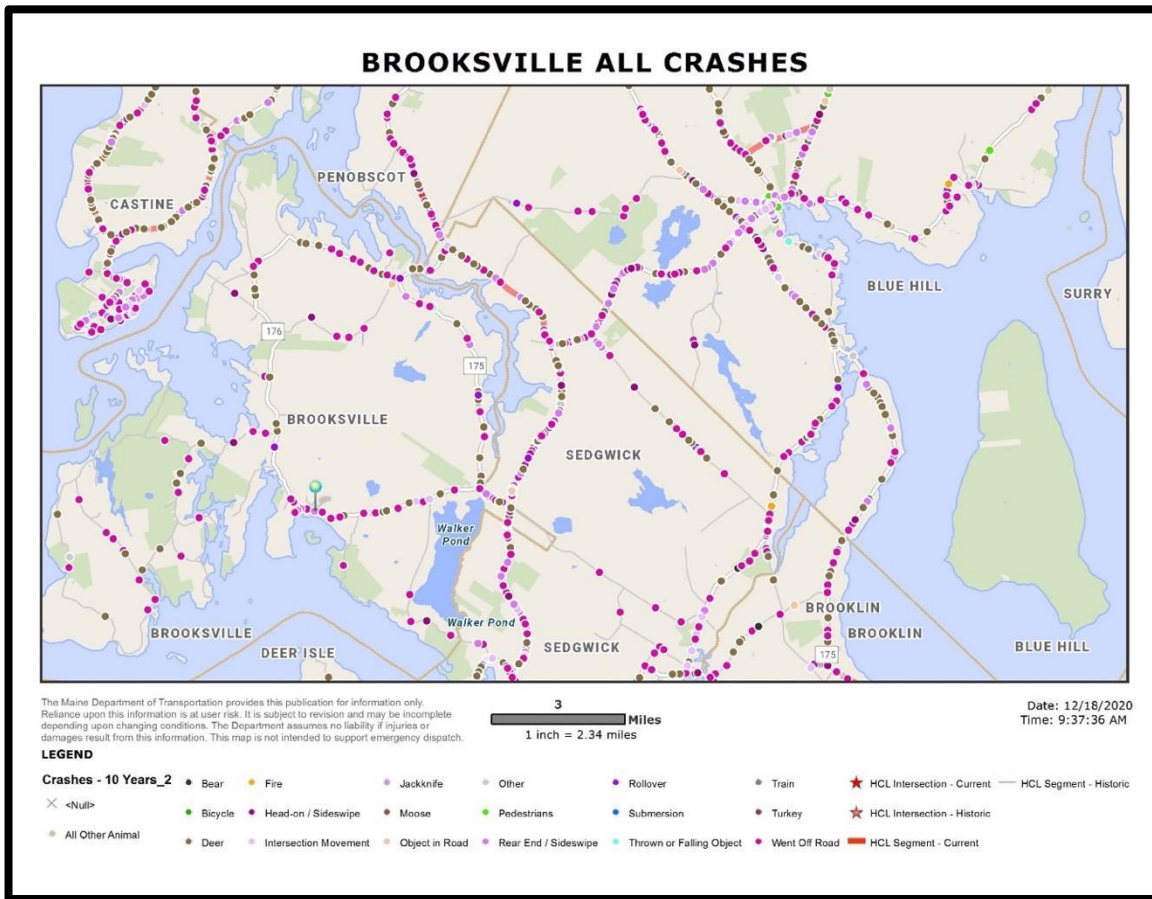 BROOKSVILLE ALL CRASHES
PENOBSCOT
CASTINE
BLUE HILL
SURRY
176
175
BROOKSVILLE
SEDGWICK
Walker
Pond
Walker Pond
BROOKLIN
BROOKSVILLE
BROOKLIN
DEER ISLE
SEDGWICK
175
BLUE HILL
The Maine Department of Transportation provides this publication for information only.
Reliance upon this information is at user risk. It is subject to revision and may be incomplete
depending upon changing conditions. The Department assumes no liability if injuries or
damages result from this information. This map is not intended to support emergency dispatch.
3
Miles
1 inch = 2.34 miles
Date: 12/18/2020
Time: 9:37:36 AM
LEGEND
Crashes - 10 Years_2
<Null>
All Other Animal
Bear
Bicycle
Deer
Fire
Head-on / Sideswipe
Intersection Movement
Jackknife
Moose
Object in Road
Other
Pedestrians
Rear End / Sideswipe
Rollover
Submersion
Thrown or Falling Object
Train
Turkey
Went Off Road
HCL Intersection - Current
HCL Intersection - Historic
HCL Segment - Current
HCL Segment - Historic